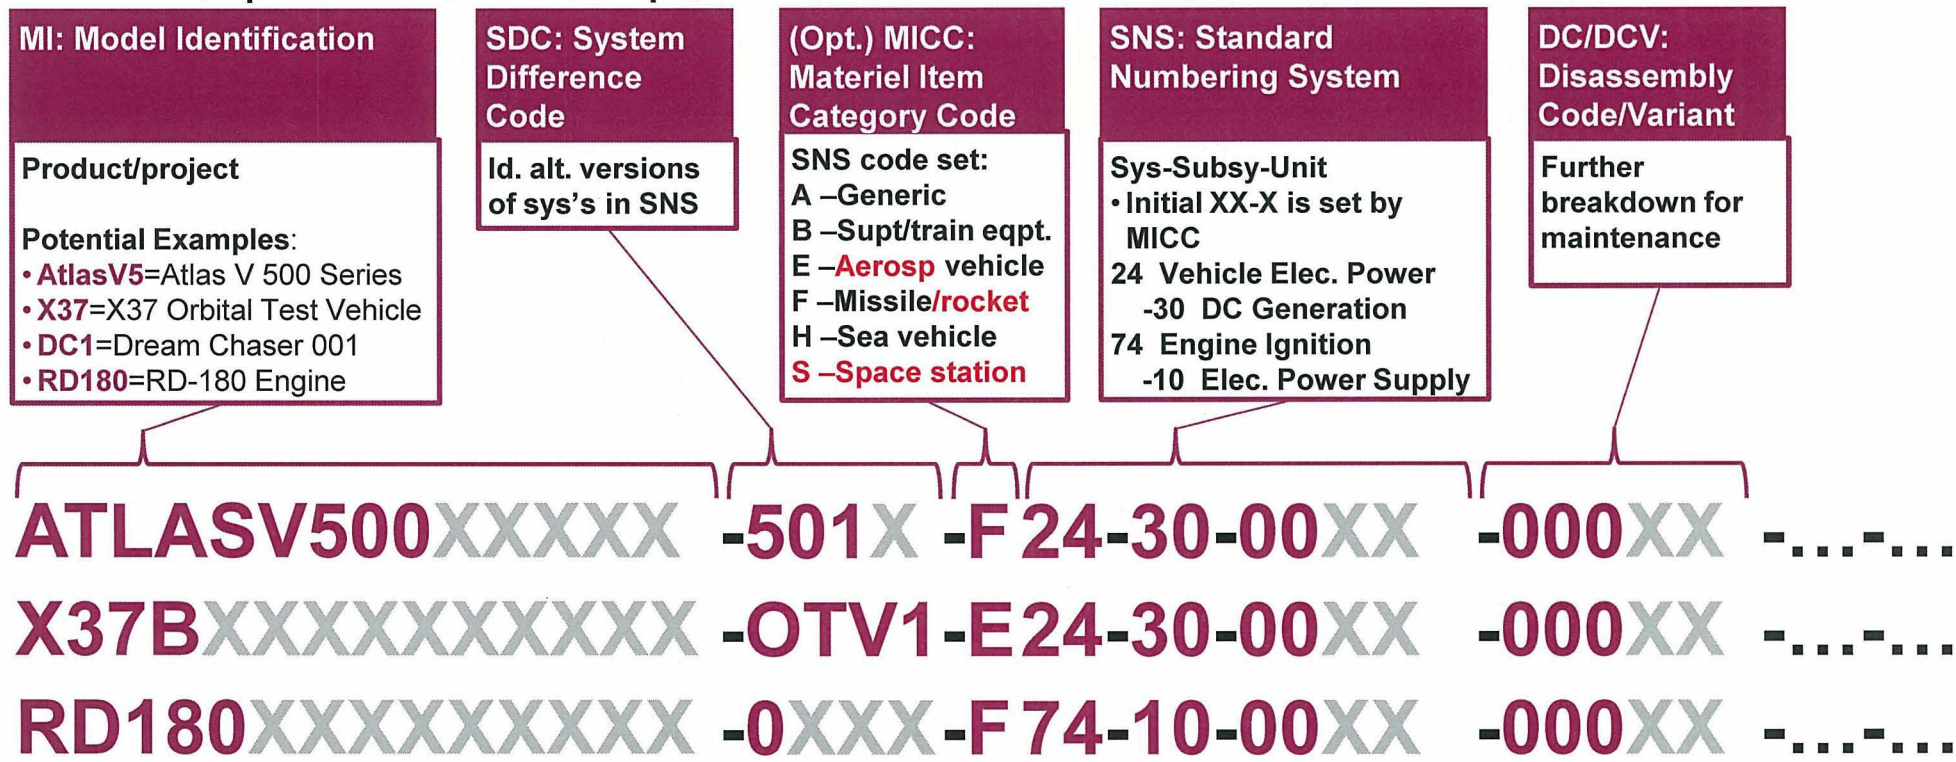 MI: Model Identification
Product/project
Potential Examples:
• AtlasV5=Atlas V 500 Series
• X37=X37 Orbital Test Vehicle
• DC1=Dream Chaser 001
• RD180=RD-180 Engine
SDC: System
Difference
Code
Id. alt. versions
of sys's in SNS
(Opt.) MICC:
Materiel Item
Category Code
SNS code set:
A –Generic
B –Supt/train eqpt.
E –Aerosp vehicle
F –Missile/rocket
H –Sea vehicle
S –Space station
SNS: Standard
Numbering System
Sys-Subsy-Unit
• Initial XX-X is set by
MICC
24 Vehicle Elec. Power
-30 DC Generation
74 Engine Ignition
-10 Elec. Power Supply
DC/DCV:
Disassembly
Code/Variant
Further
breakdown for
maintenance
ATLASV500XXXXX -501X -F24-30-00XX -000XX -...-...
X37BXXXXXXXXXX -OTV1-E24-30-00XX -000XX -...-...
RD180XXXXXXXXX -0XXX-F74-10-00XX -000XX -...-...